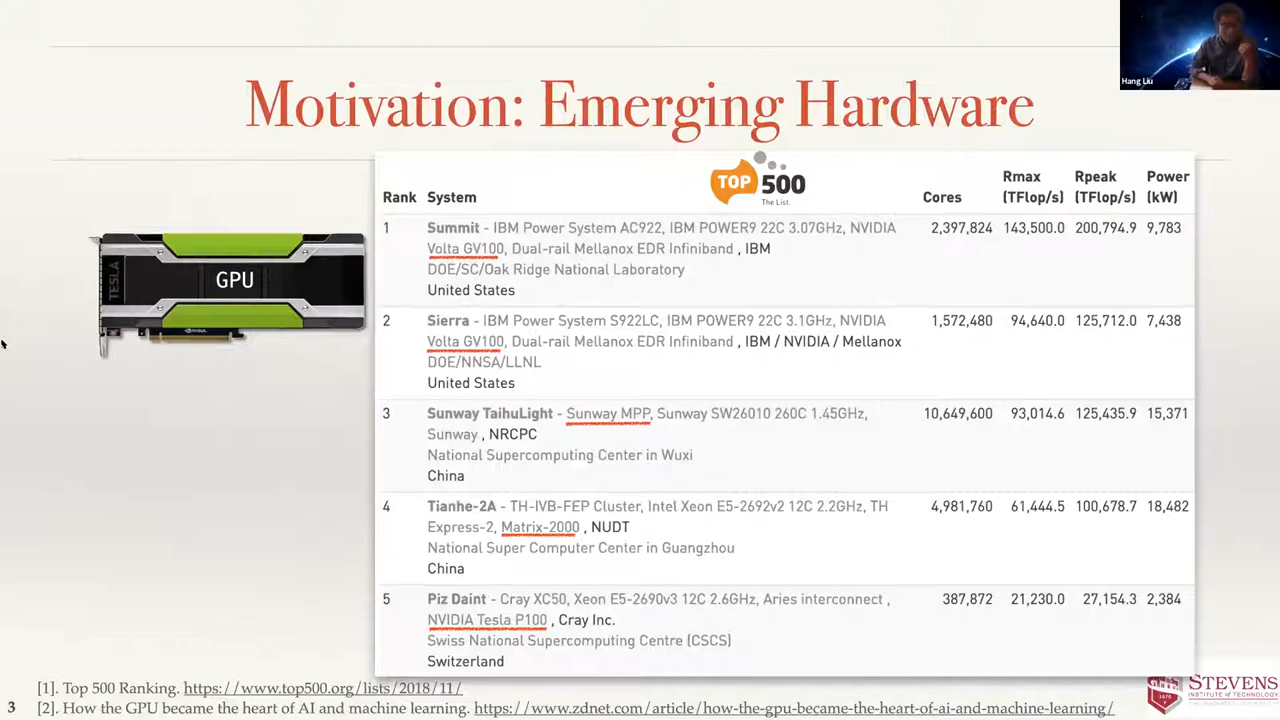 Hang Liu
Motivation: Emerging Hardware
TOP 500
The List.
Rank System Cores Rmax (TFlop/s) Rpeak (TFlop/s) Power (kW)
1 Summit - IBM Power System AC922, IBM POWER9 22C 3.07GHz, NVIDIA 2,397,824 143,500.0 200,794.9 9,783
Volta GV100, Dual-rail Mellanox EDR Infiniband , IBM
DOE/SC/Oak Ridge National Laboratory
United States
2 Sierra - IBM Power System S922LC, IBM POWER9 22C 3.1GHz, NVIDIA 1,572,480 94,640.0 125,712.0 7,438
Volta GV100, Dual-rail Mellanox EDR Infiniband , IBM / NVIDIA / Mellanox
DOE/NNSA/LLNL
United States
3 Sunway TaihuLight - Sunway MPP, Sunway SW26010 260C 1.45GHz, 10,649,600 93,014.6 125,435.9 15,371
Sunway , NRCPC
National Supercomputing Center in Wuxi
China
4 Tianhe-2A - TH-IVB-FEP Cluster, Intel Xeon E5-2692v2 12C 2.2GHz, TH 4,981,760 61,444.5 100,678.7 18,482
Express-2, Matrix-2000 , NUDT
National Super Computer Center in Guangzhou
China
5 Piz Daint - Cray XC50, Xeon E5-2690v3 12C 2.6GHz, Aries interconnect , 387,872 21,230.0 27,154.3 2,384
NVIDIA Tesla P100 , Cray Inc.
Swiss National Supercomputing Centre (CSCS)
Switzerland
TESLA
GPU
NVIDIA
[1]. Top 500 Ranking. https://www.top500.org/lists/2018/11/
3 [2]. How the GPU became the heart of AI and machine learning. https://www.zdnet.com/article/how-the-gpu-became-the-heart-of-ai-and-machine-learning/
1870
STEVENS
INSTITUTE of TECHNOLOGY